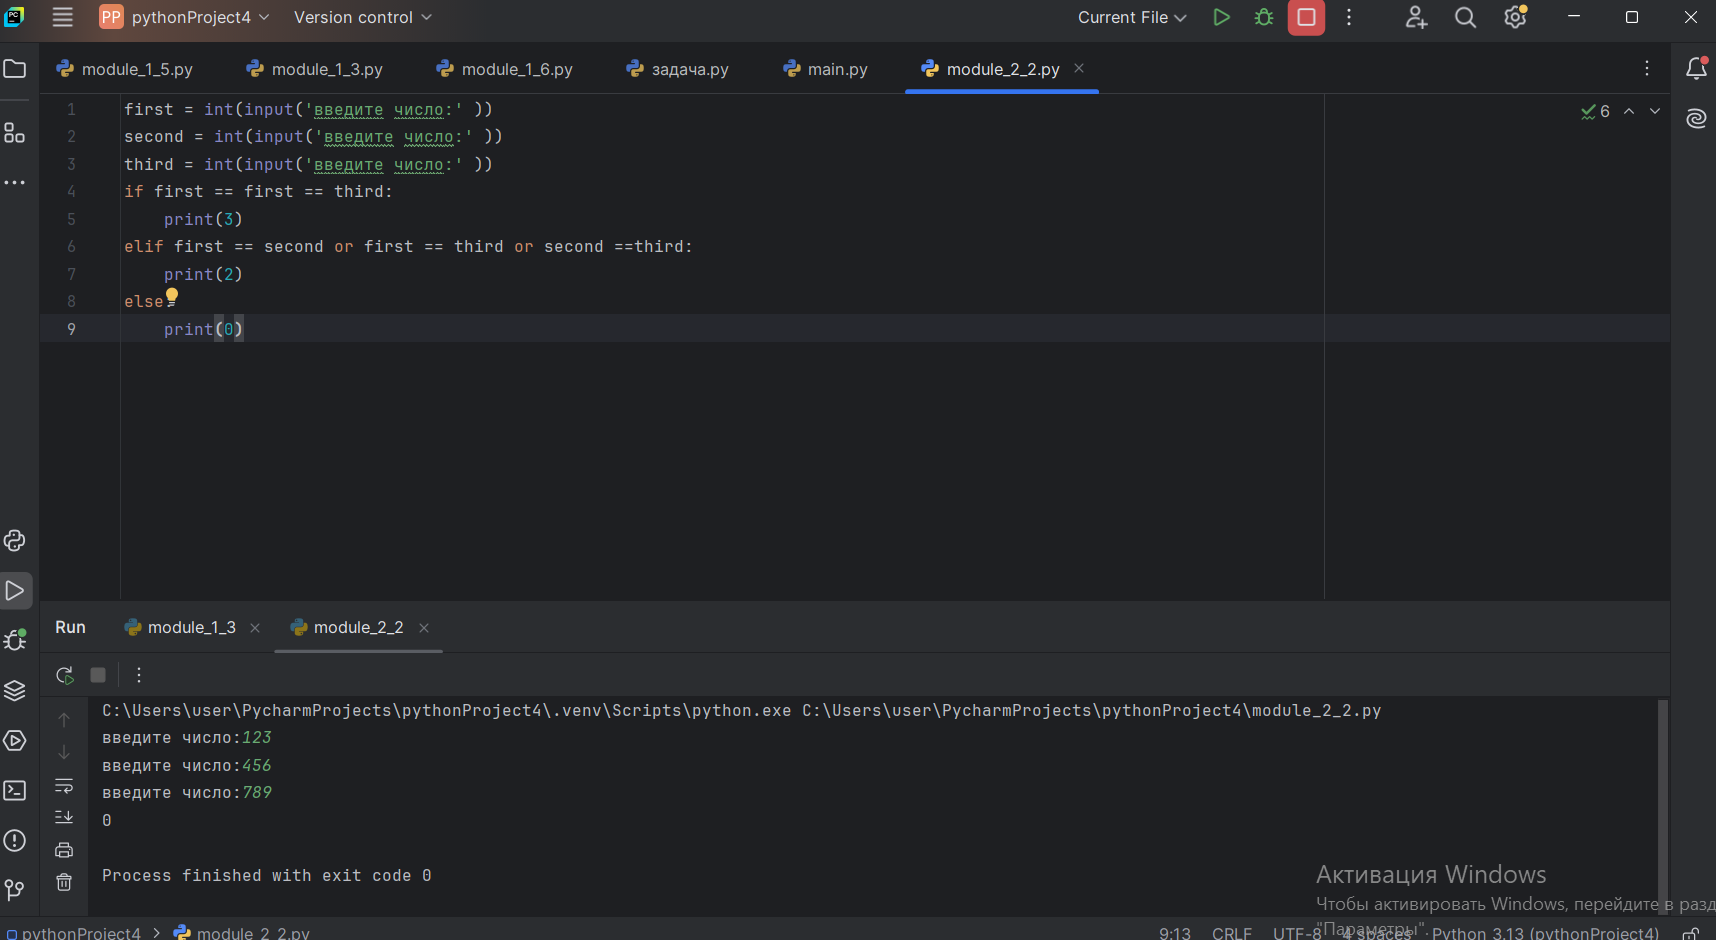 PP pythonProject4 Version control Current File
module_1_5.py module_1_3.py module_1_6.py задача.py main.py module_2_2.py
1 first = int(input('введите число:' ))
2 second = int(input('введите число:' ))
3 third = int(input('введите число:' ))
4 if first == first == third:
5 print(3)
6 elif first == second or first == third or second ==third:
7 print(2)
8 else
9 print(0)
6
Run module_1_3 module_2_2
C:\Users\user\PycharmProjects\pythonProject4\.venv\Scripts\python.exe C:\Users\user\PycharmProjects\pythonProject4\module_2_2.py
введите число:123
введите число:456
введите число:789
0
Process finished with exit code 0
Активация Windows
Чтобы активировать Windows, перейдите в разд
"Параметры".
pythonProject4 > module_2_2.py 9:13 CRLF UTF-8 4 spaces Python 3.13 (pythonProject4)